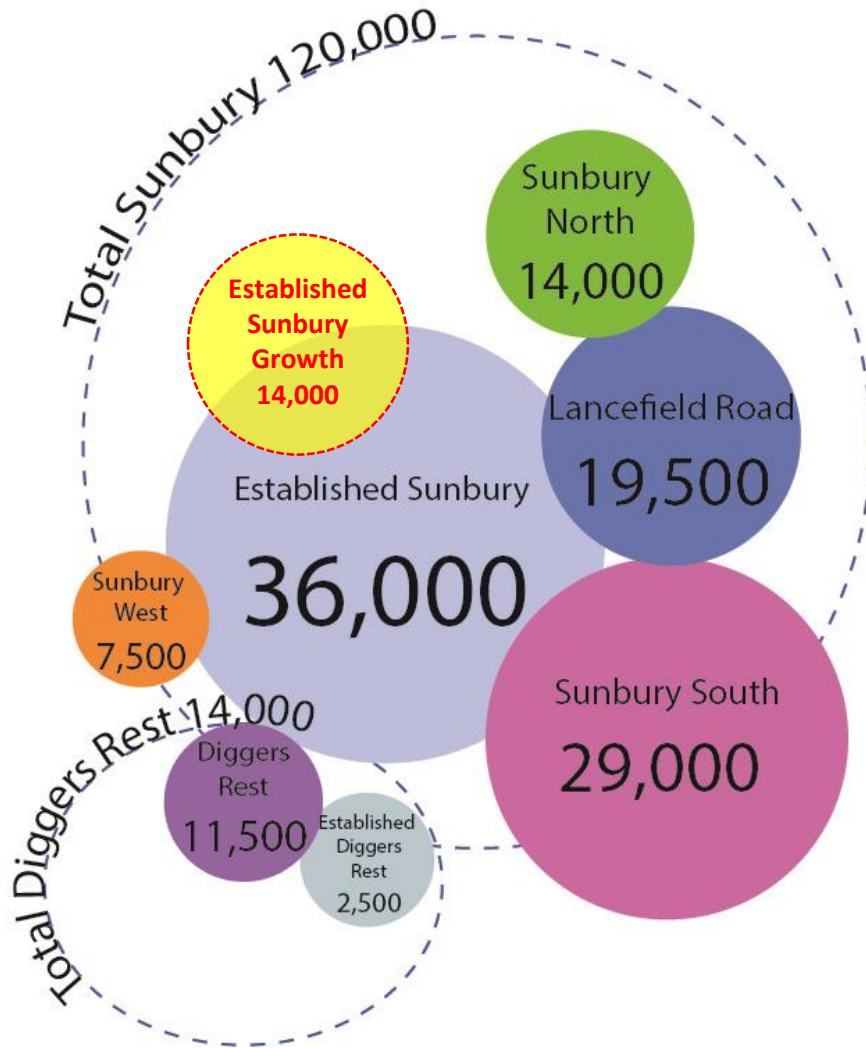 Total Sunbury 120,000
Sunbury
North
14,000
Established
Sunbury
Growth
14,000
Lancefield Road
19,500
Established Sunbury
36,000
Sunbury
West
7,500
Sunbury South
29,000
Total Diggers Rest 14,000
Diggers
Rest
11,500
Established
Diggers
Rest
2,500